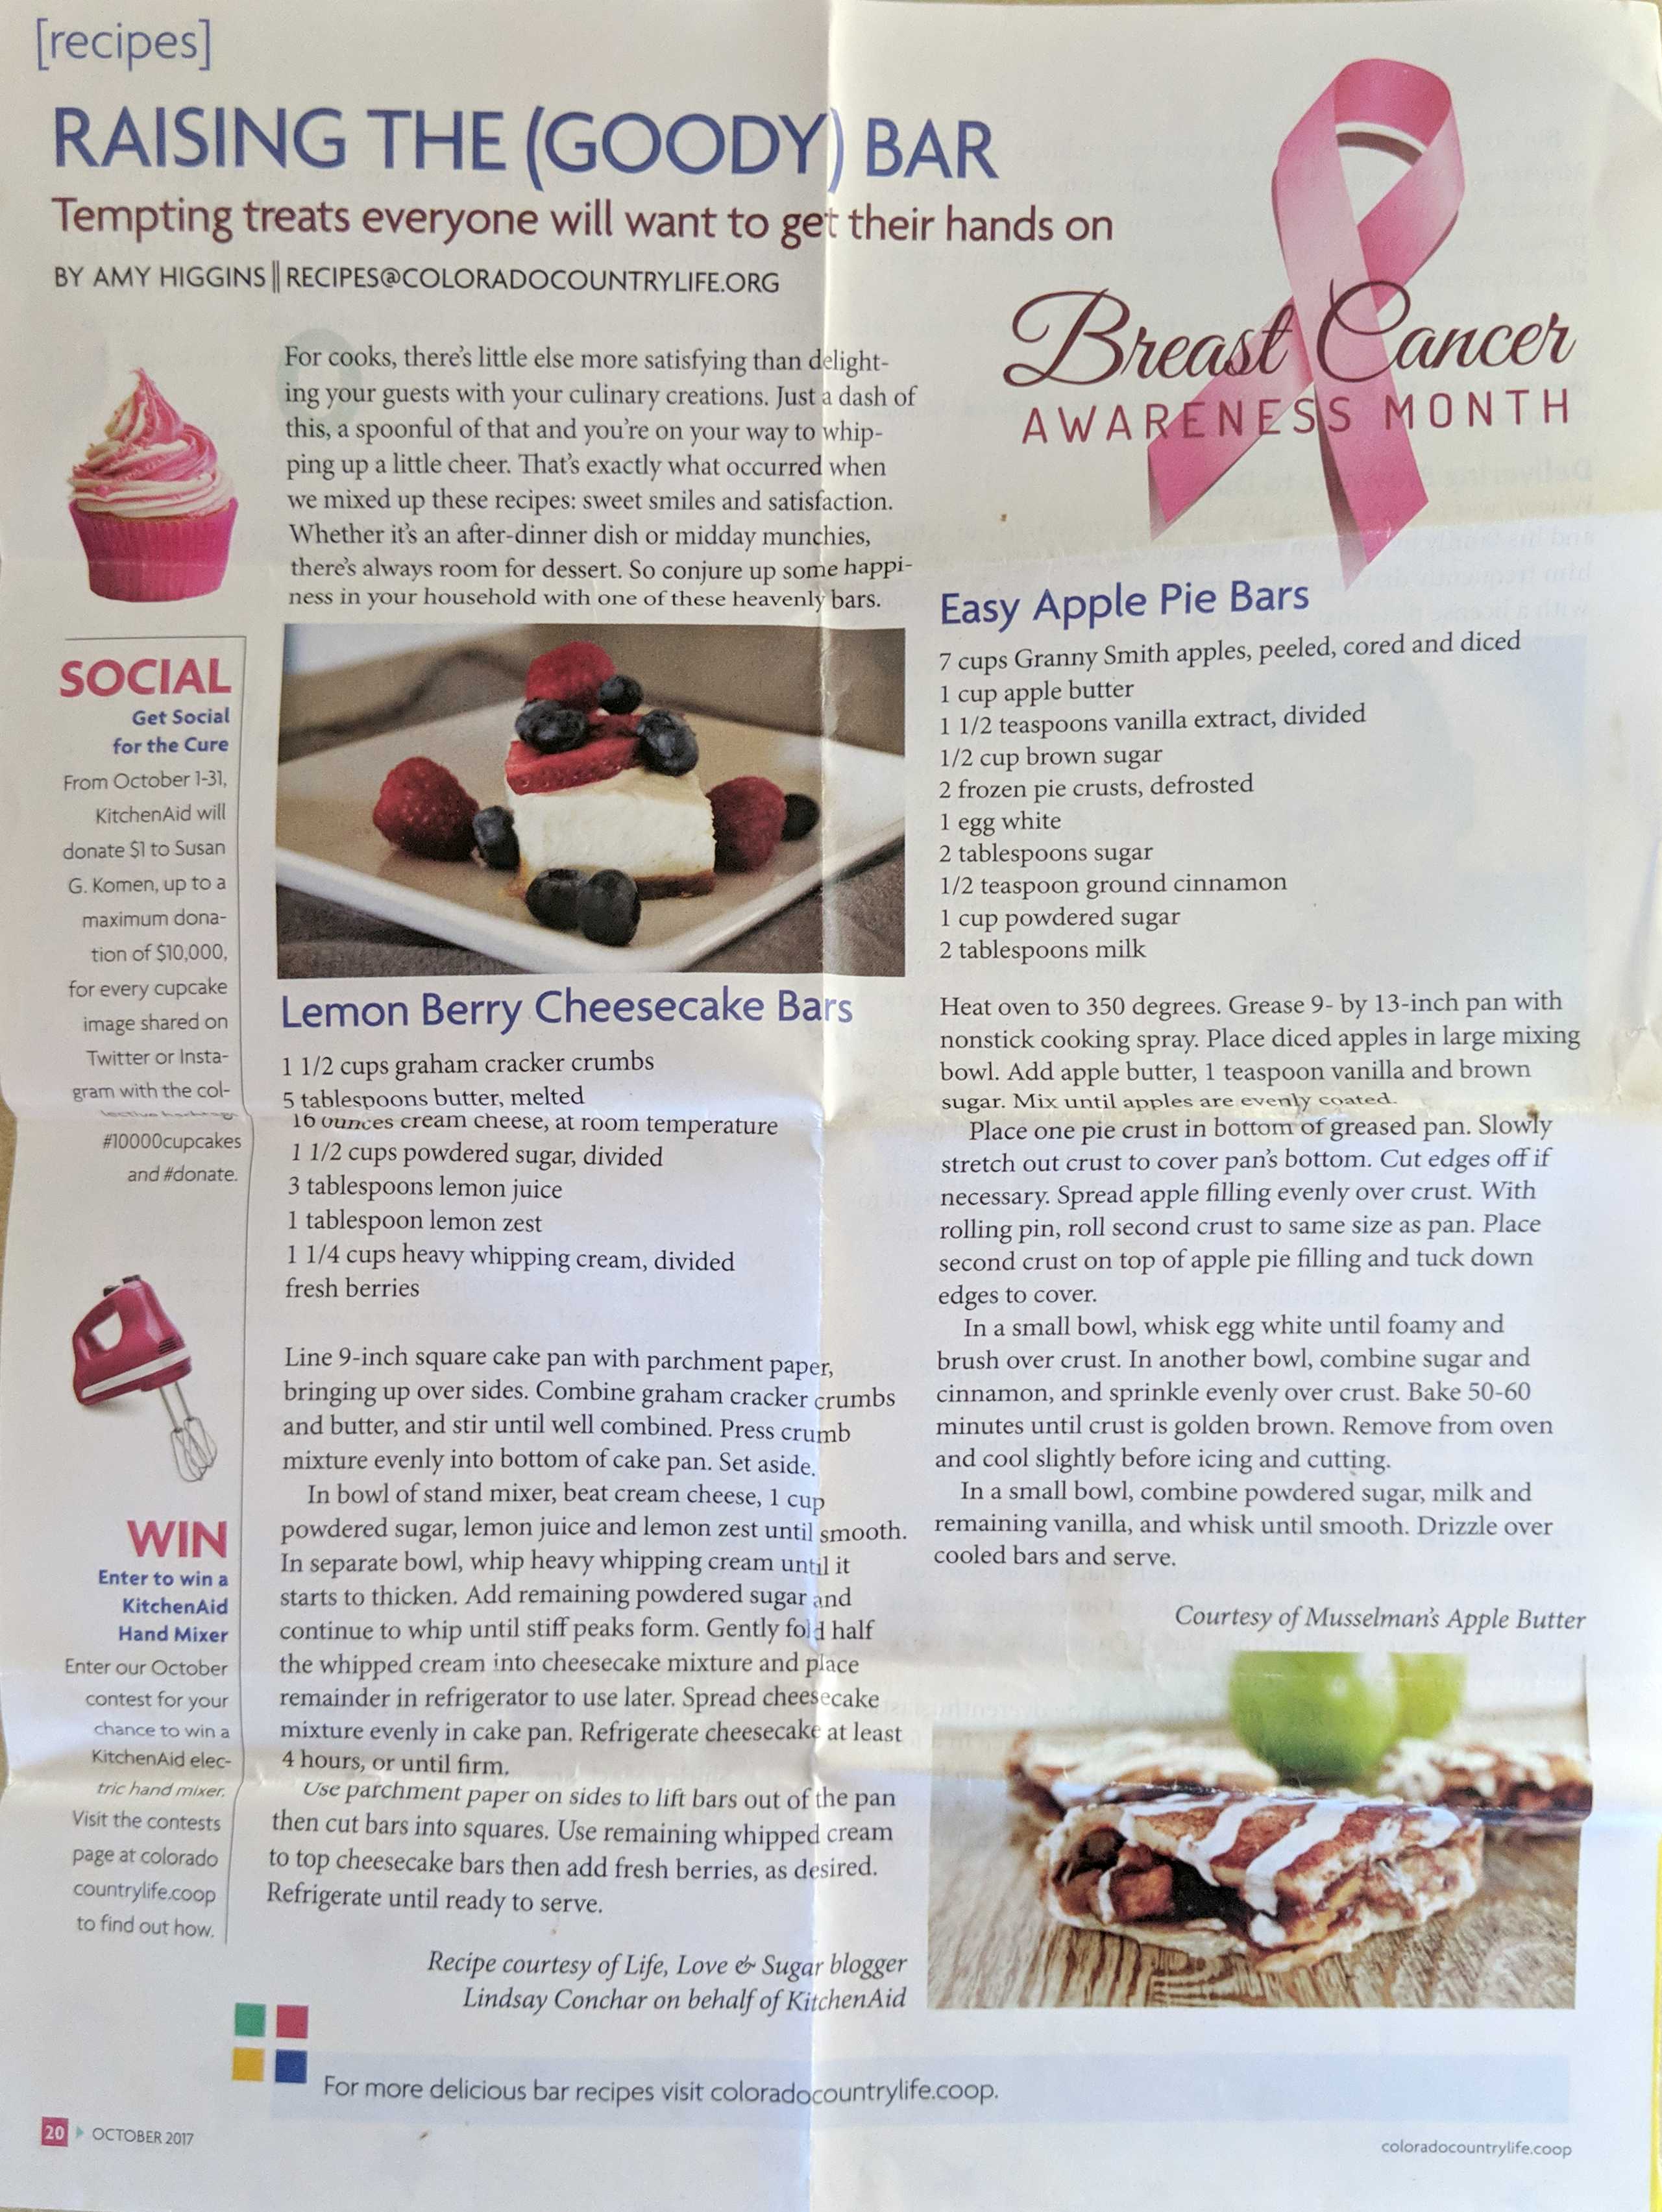 [recipes]
RAISING THE (GOODY) BAR
Tempting treats everyone will want to get their hands on
BY AMY HIGGINS || RECIPES@COLORADOCOUNTRYLIFE.ORG
Breast Cancer
AWARENESS MONTH
For cooks, there's little else more satisfying than delight-
ing your guests with your culinary creations. Just a dash of
this, a spoonful of that and you're on your way to whip-
ping up a little cheer. That's exactly what occurred when
we mixed up these recipes: sweet smiles and satisfaction.
Whether it's an after-dinner dish or midday munchies,
there's always room for dessert. So conjure up some happi-
ness in your household with one of these heavenly bars.
SOCIAL
Get Social
for the Cure
From October 1-31,
KitchenAid will
donate $1 to Susan
G. Komen, up to a
maximum dona-
tion of $10,000,
for every cupcake
image shared on
Twitter or Insta-
gram with the col-
#10000cupcakes
and #donate.
WIN
Enter to win a
KitchenAid
Hand Mixer
Enter our October
contest for your
chance to win a
KitchenAid elec-
tric hand mixer.
Visit the contests
page at colorado
countrylife.coop
to find out how.
Lemon Berry Cheesecake Bars
1 1/2 cups graham cracker crumbs
5 tablespoons butter, melted
16 ounces cream cheese, at room temperature
1 1/2 cups powdered sugar, divided
3 tablespoons lemon juice
1 tablespoon lemon zest
1 1/4 cups heavy whipping cream, divided
fresh berries
Line 9-inch square cake pan with parchment paper,
bringing up over sides. Combine graham cracker crumbs
and butter, and stir until well combined. Press crumb
mixture evenly into bottom of cake pan. Set aside.
In bowl of stand mixer, beat cream cheese, 1 cup
powdered sugar, lemon juice and lemon zest until smooth.
In separate bowl, whip heavy whipping cream until it
starts to thicken. Add remaining powdered sugar and
continue to whip until stiff peaks form. Gently fold half
the whipped cream into cheesecake mixture and place
remainder in refrigerator to use later. Spread cheesecake
mixture evenly in cake pan. Refrigerate cheesecake at least
4 hours, or until firm.
Use parchment paper on sides to lift bars out of the pan
then cut bars into squares. Use remaining whipped cream
to top cheesecake bars then add fresh berries, as desired.
Refrigerate until ready to serve.
Recipe courtesy of Life, Love & Sugar blogger
Lindsay Conchar on behalf of KitchenAid
Easy Apple Pie Bars
7 cups Granny Smith apples, peeled, cored and diced
1 cup apple butter
1 1/2 teaspoons vanilla extract, divided
1/2 cup brown sugar
2 frozen pie crusts, defrosted
1 egg white
2 tablespoons sugar
1/2 teaspoon ground cinnamon
1 cup powdered sugar
2 tablespoons milk
Heat oven to 350 degrees. Grease 9- by 13-inch pan with
nonstick cooking spray. Place diced apples in large mixing
bowl. Add apple butter, 1 teaspoon vanilla and brown
sugar. Mix until apples are evenly coated.
Place one pie crust in bottom of greased pan. Slowly
stretch out crust to cover pan's bottom. Cut edges off if
necessary. Spread apple filling evenly over crust. With
rolling pin, roll second crust to same size as pan. Place
second crust on top of apple pie filling and tuck down
edges to cover.
In a small bowl, whisk egg white until foamy and
brush over crust. In another bowl, combine sugar and
cinnamon, and sprinkle evenly over crust. Bake 50-60
minutes until crust is golden brown. Remove from oven
and cool slightly before icing and cutting.
In a small bowl, combine powdered sugar, milk and
remaining vanilla, and whisk until smooth. Drizzle over
cooled bars and serve.
Courtesy of Musselman's Apple Butter
For more delicious bar recipes visit coloradocountrylife.coop.
20 OCTOBER 2017
coloradocountrylife.coop